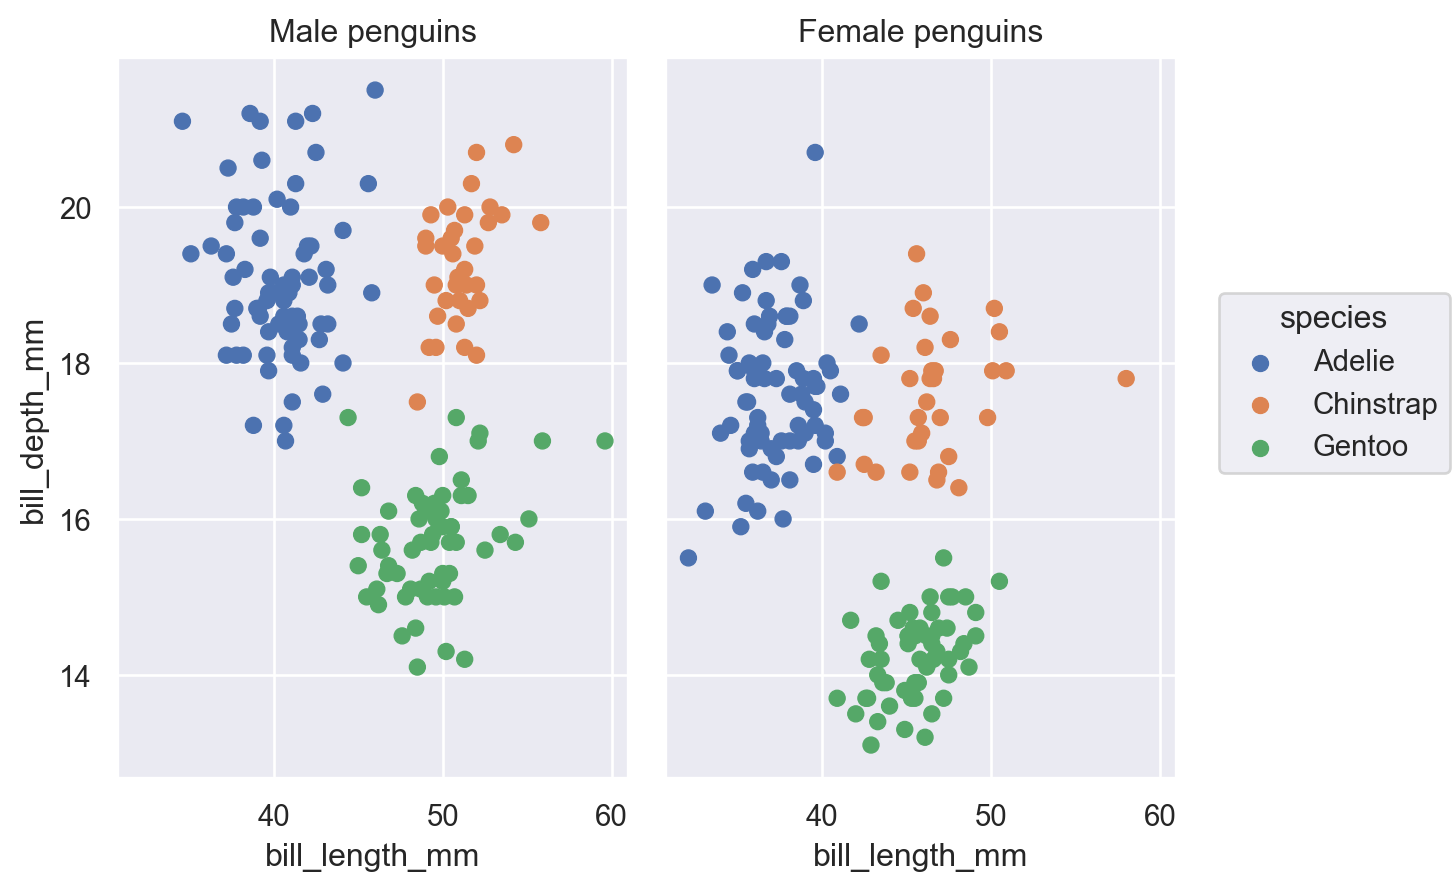 Male penguins
Female penguins
20
18
16
14
bill_depth_mm
40 50 60
bill_length_mm
40 50 60
bill_length_mm
species
Adelie
Chinstrap
Gentoo